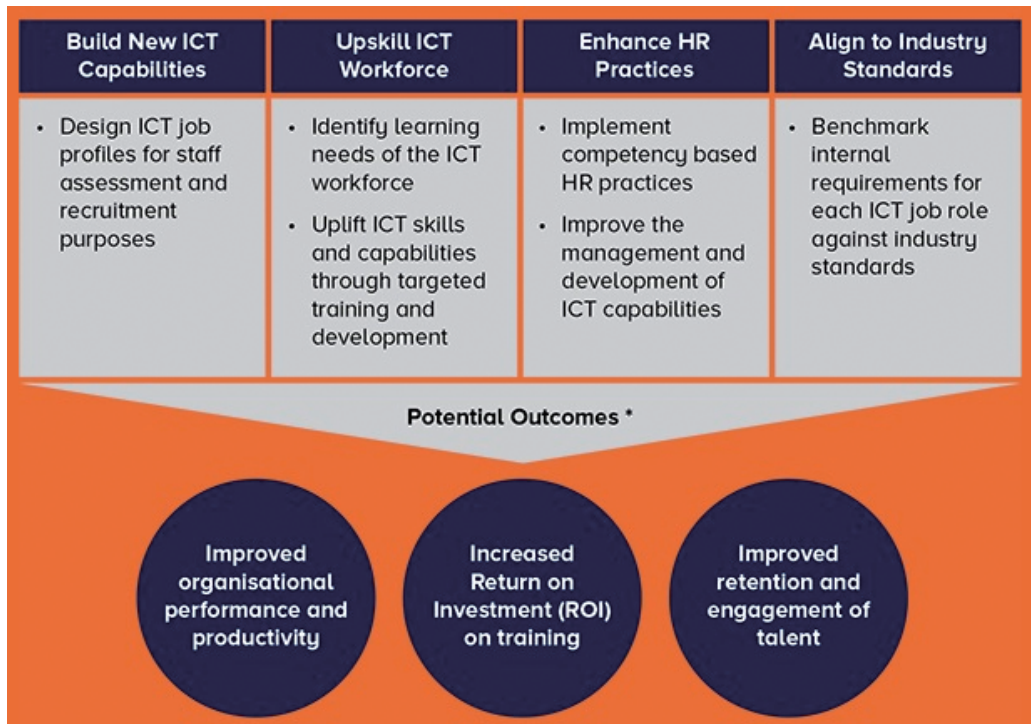 Build New ICT
Capabilities
Upskill ICT
Workforce
Enhance HR
Practices
Align to Industry
Standards
• Design ICT job
profiles for staff
assessment and
recruitment
purposes
• Identify learning
needs of the ICT
workforce
• Uplift ICT skills
and capabilities
through targeted
training and
development
• Implement
competency based
HR practices
• Improve the
management and
development of
ICT capabilities
• Benchmark
internal
requirements for
each ICT job role
against industry
standards
Potential Outcomes *
Improved
organisational
performance and
productivity
Increased
Return on
Investment (ROI)
on training
Improved
retention and
engagement of
talent